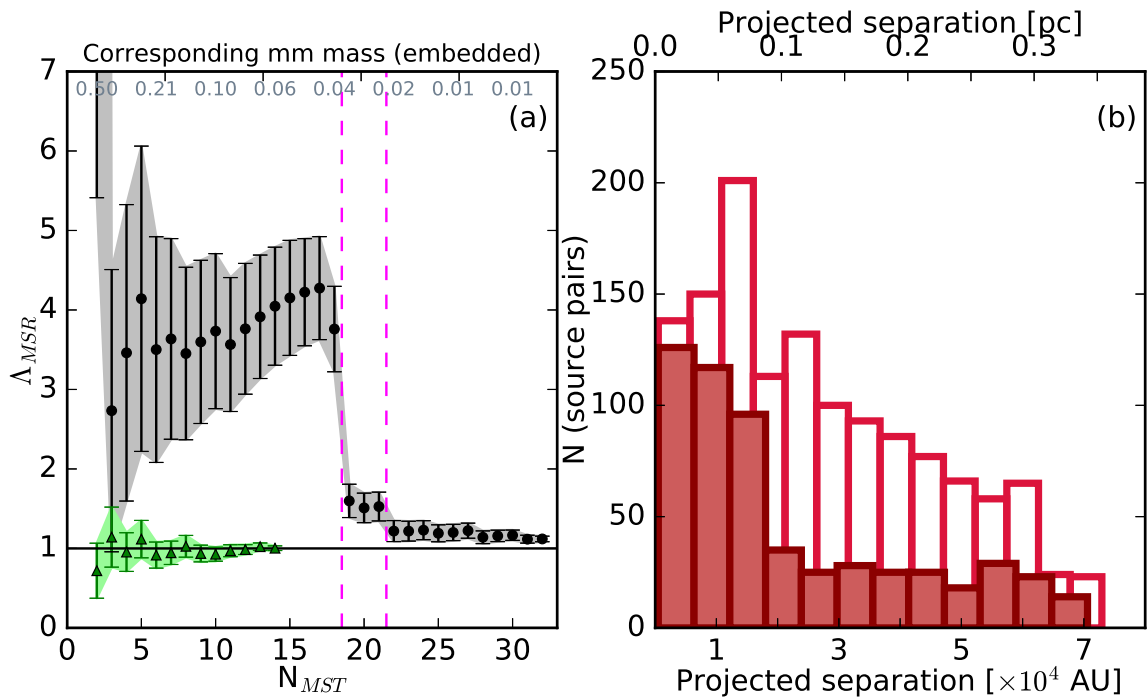 Corresponding mm mass (embedded)
0.50 0.21 0.10 0.06 0.04 0.02 0.01 0.01
(a)
7
6
5
4
3
2
1
0
Λ_MSR
0 5 10 15 20 25 30
N_MST
Projected separation [pc]
0.0 0.1 0.2 0.3
(b)
250
200
150
100
50
0
N (source pairs)
1 3 5 7
Projected separation [×10⁴ AU]